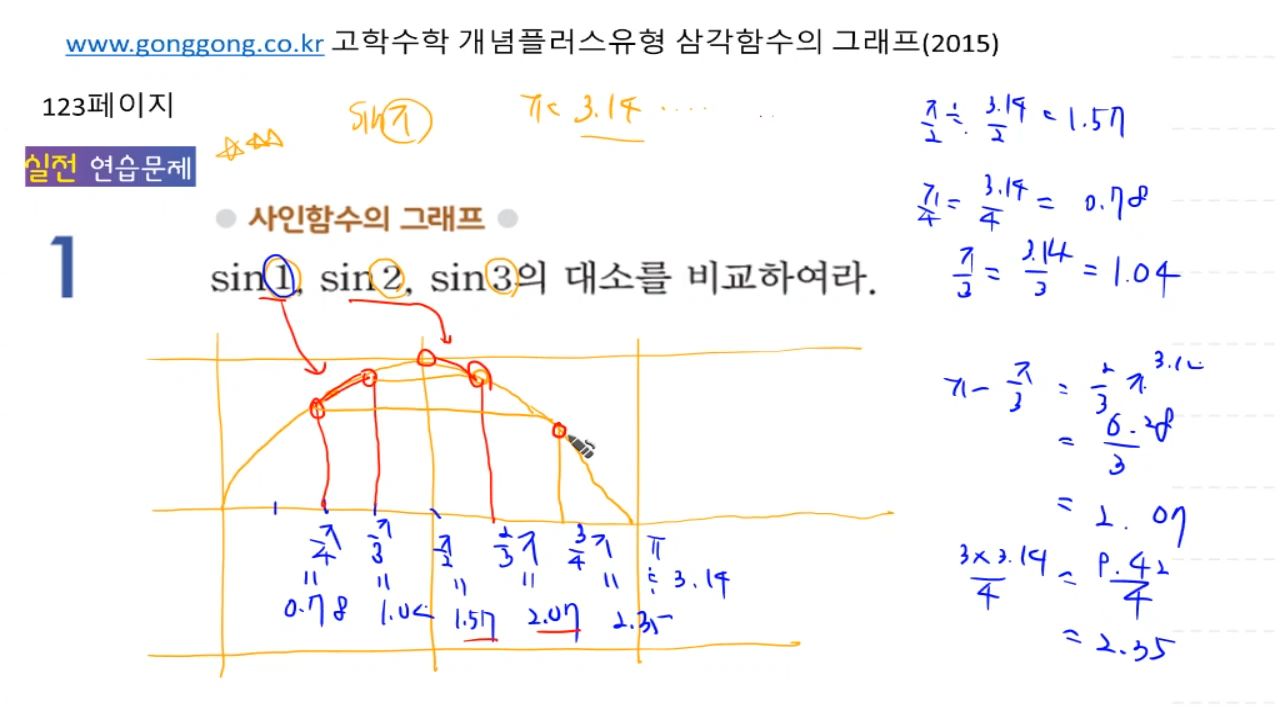 www.gonggong.co.kr 고학수학 개념플러스유형 삼각함수의 그래프(2015)
123페이지
sin π
π = 3.14 ····
실전 연습문제
사인함수의 그래프
1
sin1, sin2, sin3의 대소를 비교하여라.
π/2 ≒ 3.14/2 = 1.57
π/4 = 3.14/4 = 0.78
π/3 = 3.14/3 = 1.04
π - π/3 = 2/3 π
= 6.28/3
= 2.07
3×3.14/4 = 9.42/4
= 2.35
π/4 π/3 π/2 2/3π 3/4π π
0.78 1.04 1.57 2.07 2.35 ≒ 3.14